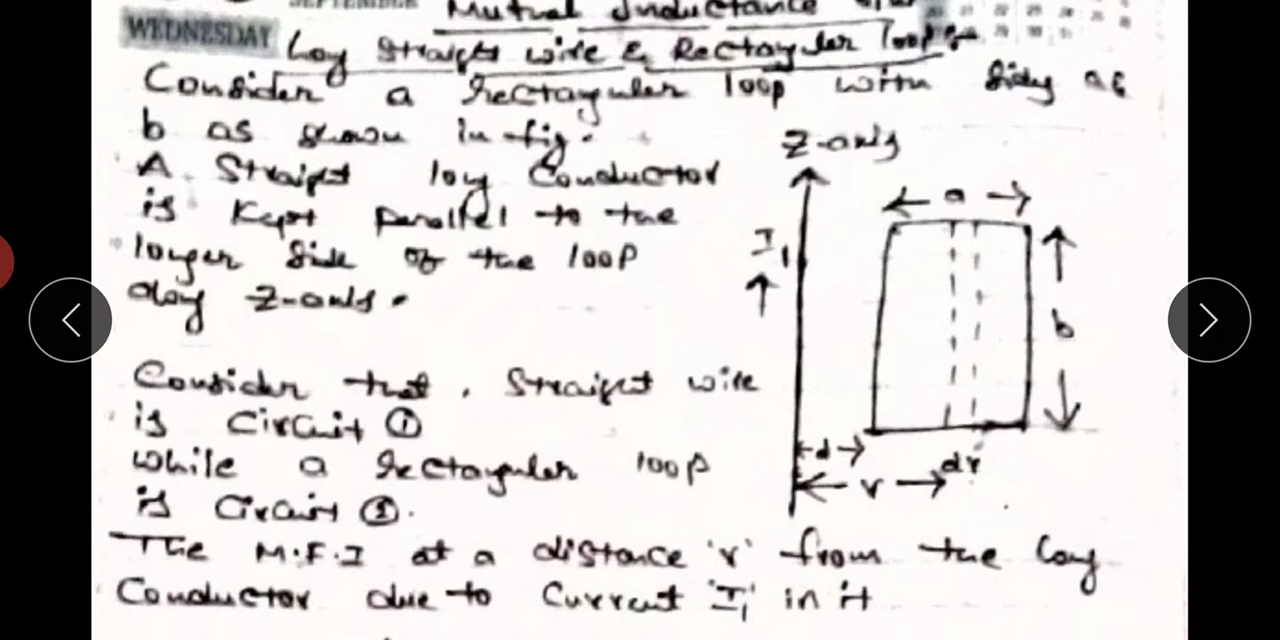 SEPTEMBER
Mutual Inductance
WEDNESDAY
Long Straight wire & Rectangular loop :-
Consider a rectangular loop with sides a &
b as shown in fig.
A straight long Conductor
is Kept parallel to the
longer side of the loop
along Z-axis.
Z-axis
a
I1
b
d
r
dr
Consider that, straight wire
is Circuit ①
while a rectangular loop
is Circuit ②.
The M.F.I at a distance 'r' from the long
Conductor due to Current 'I1' in it